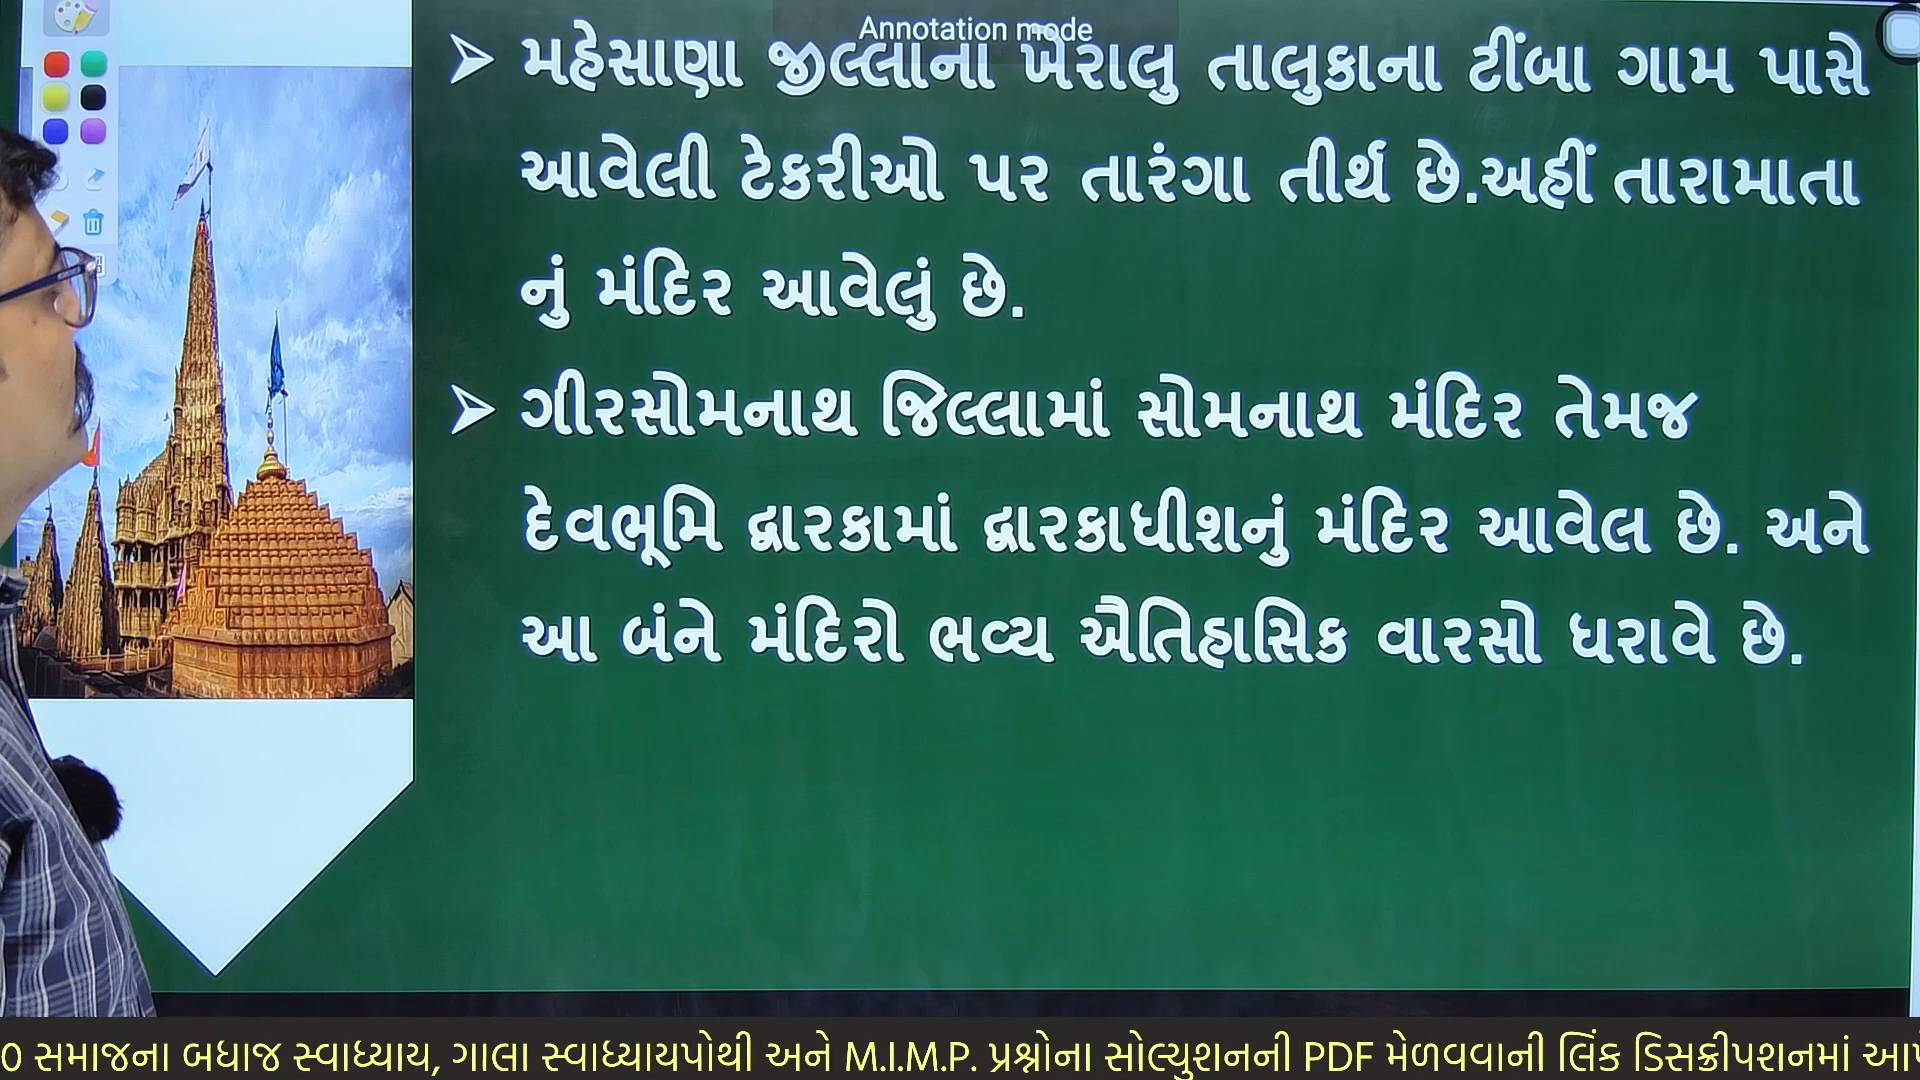 Annotation mode
મહેસાણા જીલ્લાના ખેરાલુ તાલુકાના ટીંબા ગામ પાસે
આવેલી ટેકરીઓ પર તારંગા તીર્થ છે.અહીં તારામાતા
નું મંદિર આવેલું છે.
ગીરસોમનાથ જિલ્લામાં સોમનાથ મંદિર તેમજ
દેવભૂમિ દ્વારકામાં દ્વારકાધીશનું મંદિર આવેલ છે. અને
આ બંને મંદિરો ભવ્ય ઐતિહાસિક વારસો ધરાવે છે.
0 સમાજના બધાજ સ્વાધ્યાય, ગાલા સ્વાધ્યાયપોથી અને M.I.M.P. પ્રશ્નોના સોલ્યુશનની PDF મેળવવાની લિંક ડિસક્રીપશનમાં